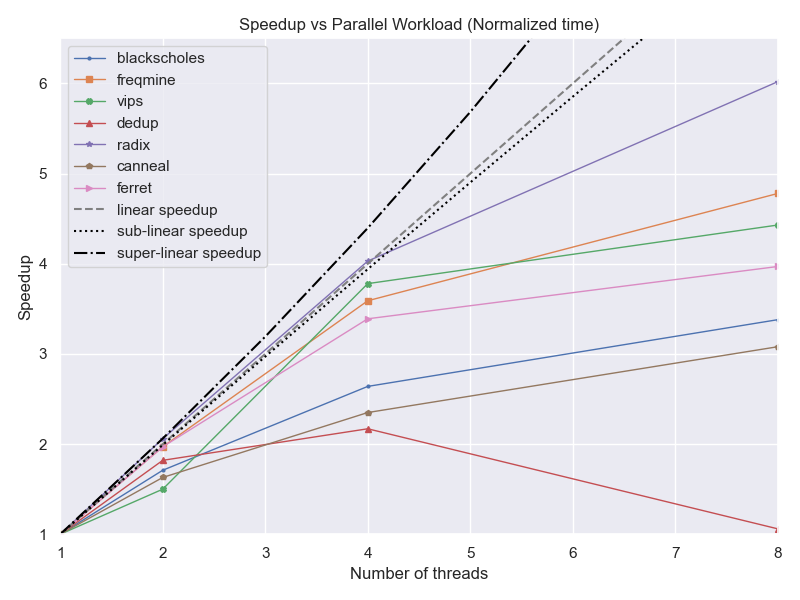 Speedup vs Parallel Workload (Normalized time)
blackscholes
freqmine
vips
dedup
radix
canneal
ferret
linear speedup
sub-linear speedup
super-linear speedup
Speedup
6
5
4
3
2
1
1 2 3 4 5 6 7 8
Number of threads